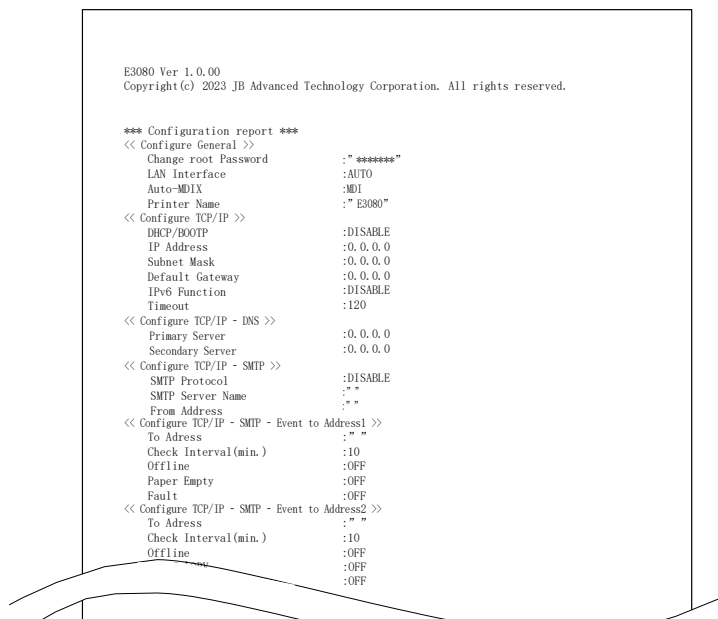 E3080 Ver 1.0.00
Copyright(c) 2023 JB Advanced Technology Corporation. All rights reserved.
*** Configuration report ***
<< Configure General >>
Change root Password :"*******"
LAN Interface :AUTO
Auto-MDIX :MDI
Printer Name :"E3080"
<< Configure TCP/IP >>
DHCP/BOOTP :DISABLE
IP Address :0.0.0.0
Subnet Mask :0.0.0.0
Default Gateway :0.0.0.0
IPv6 Function :DISABLE
Timeout :120
<< Configure TCP/IP - DNS >>
Primary Server :0.0.0.0
Secondary Server :0.0.0.0
<< Configure TCP/IP - SMTP >>
SMTP Protocol :DISABLE
SMTP Server Name :" "
From Address :" "
<< Configure TCP/IP - SMTP - Event to Address1 >>
To Adress :" "
Check Interval(min.) :10
Offline :OFF
Paper Empty :OFF
Fault :OFF
<< Configure TCP/IP - SMTP - Event to Address2 >>
To Adress :" "
Check Interval(min.) :10
Offline :OFF
:OFF
:OFF